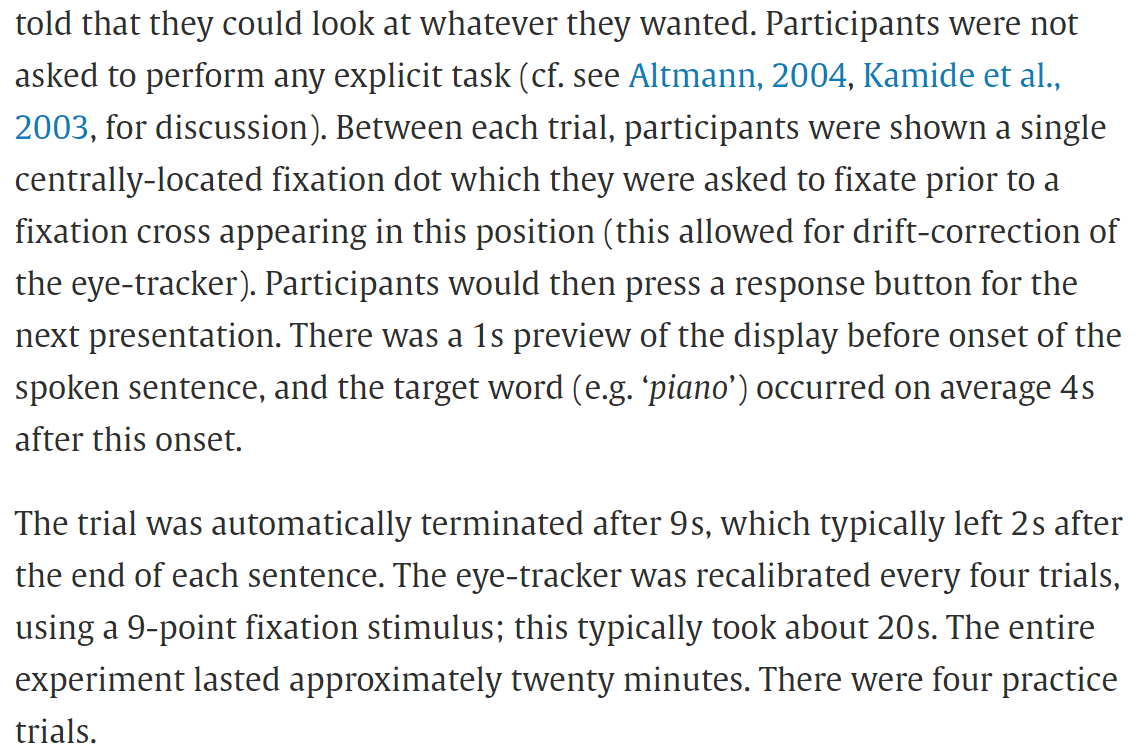 told that they could look at whatever they wanted. Participants were not
asked to perform any explicit task (cf. see Altmann, 2004, Kamide et al.,
2003, for discussion). Between each trial, participants were shown a single
centrally-located fixation dot which they were asked to fixate prior to a
fixation cross appearing in this position (this allowed for drift-correction of
the eye-tracker). Participants would then press a response button for the
next presentation. There was a 1s preview of the display before onset of the
spoken sentence, and the target word (e.g. ‘piano’) occurred on average 4s
after this onset.
The trial was automatically terminated after 9s, which typically left 2s after
the end of each sentence. The eye-tracker was recalibrated every four trials,
using a 9-point fixation stimulus; this typically took about 20s. The entire
experiment lasted approximately twenty minutes. There were four practice
trials.